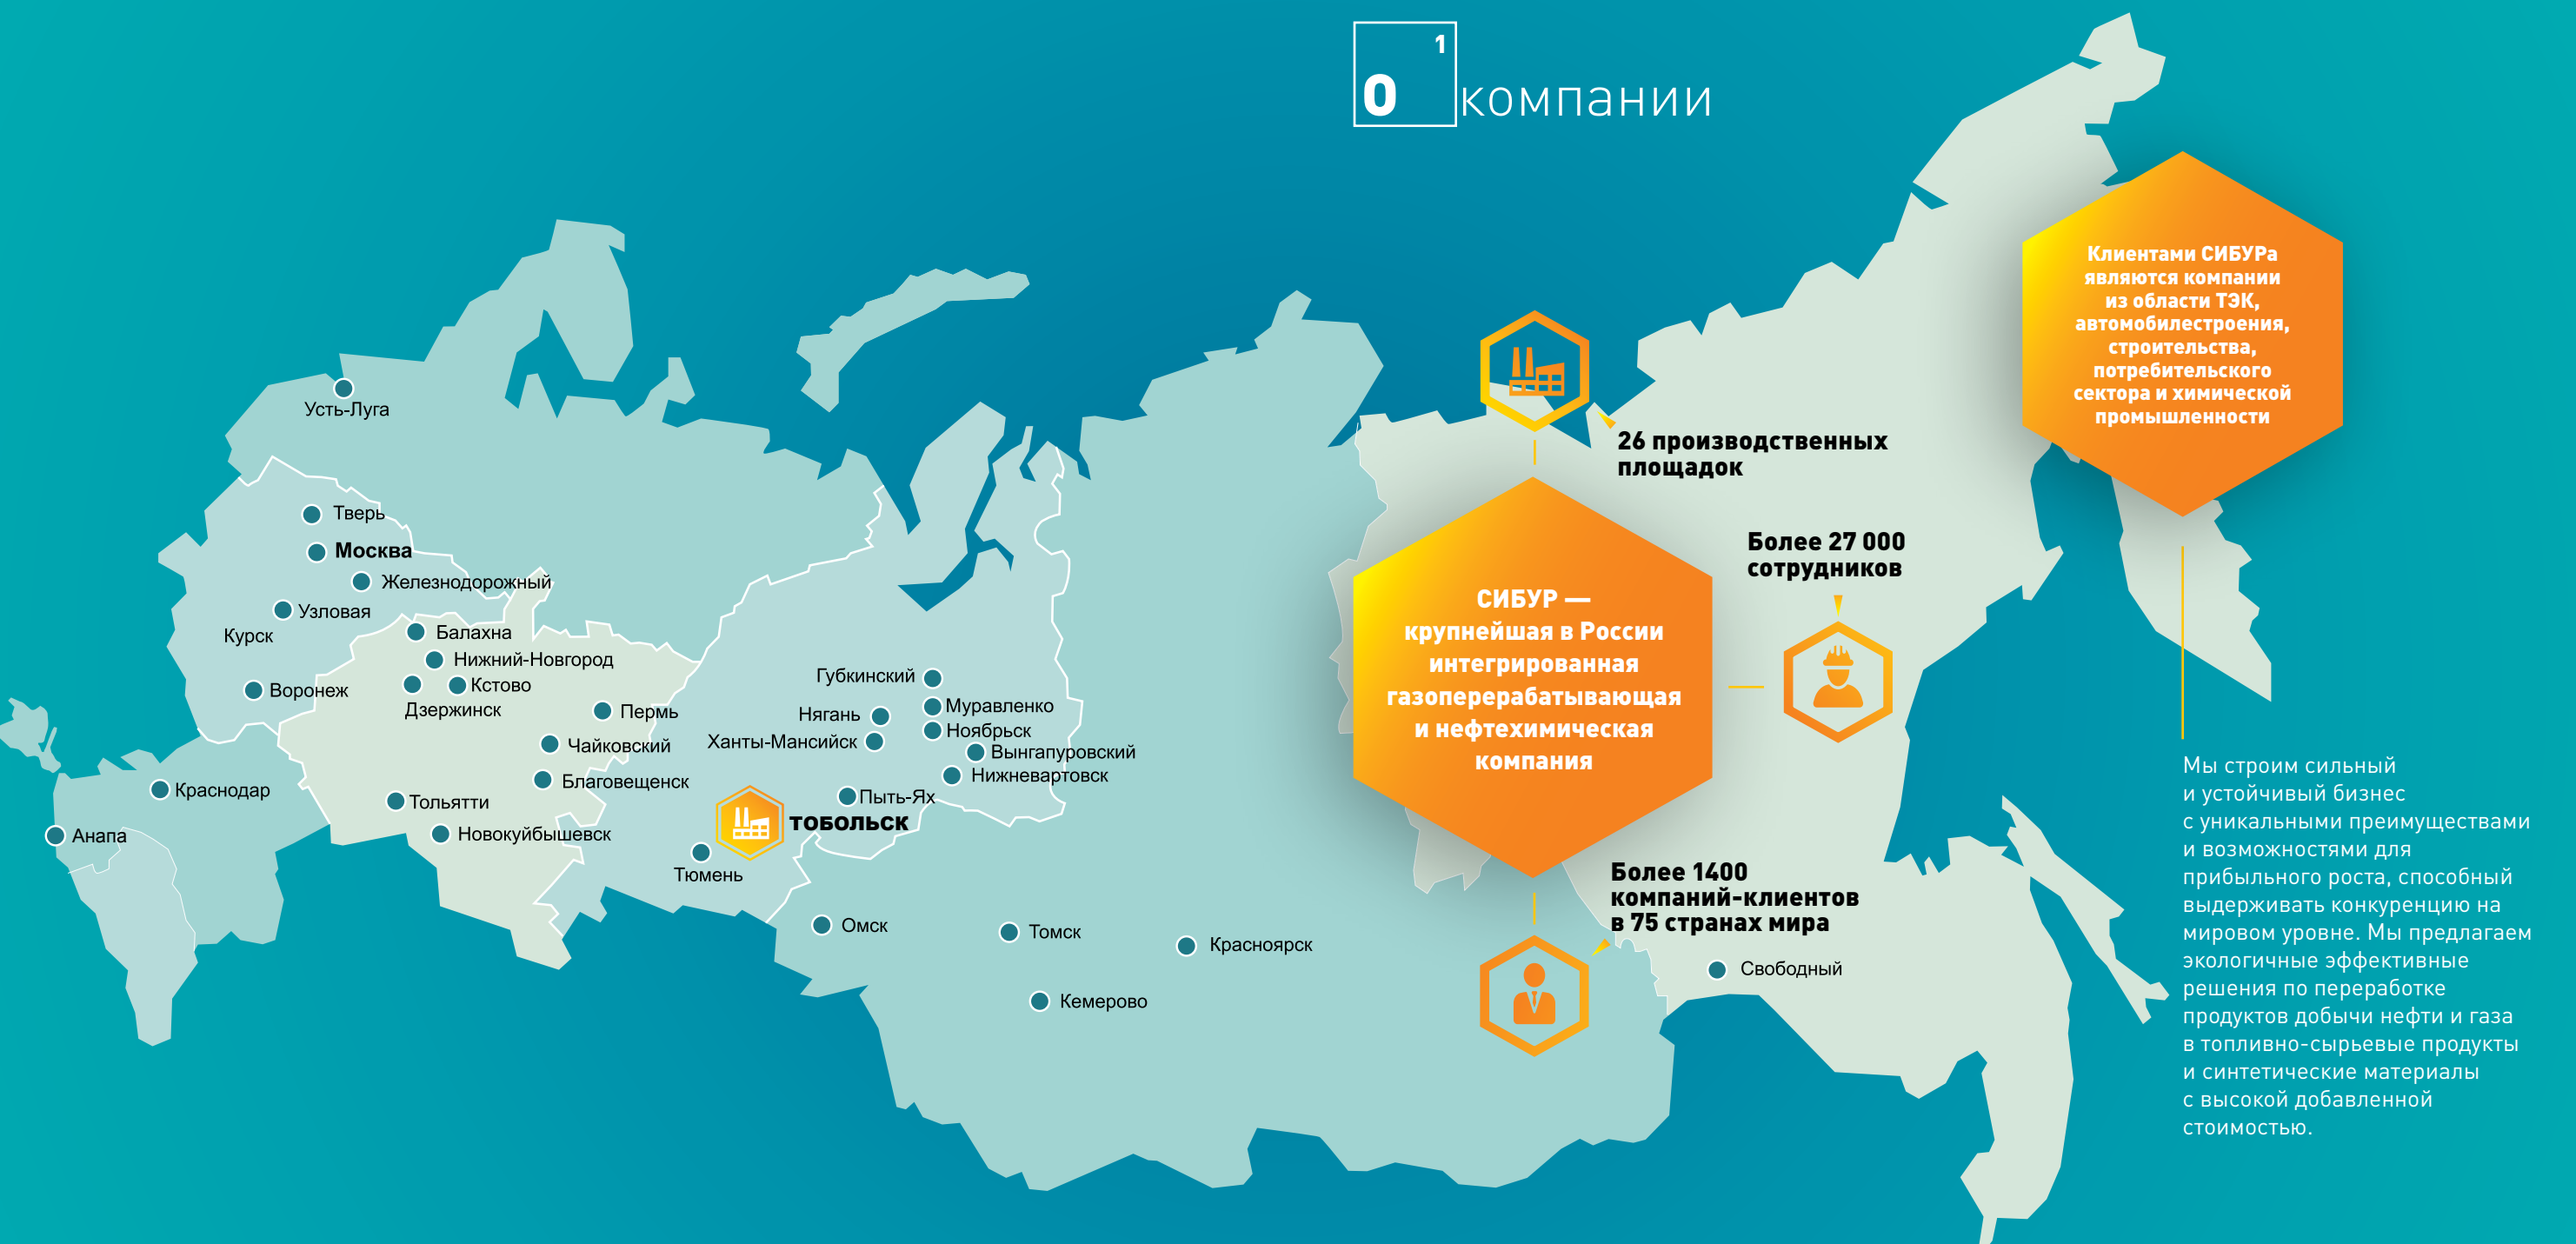 1
О компании
Клиентами СИБУРа
являются компании
из области ТЭК,
автомобилестроения,
строительства,
потребительского
сектора и химической
промышленности
26 производственных
площадок
Более 27 000
сотрудников
СИБУР —
крупнейшая в России
интегрированная
газоперерабатывающая
и нефтехимическая
компания
Более 1400
компаний-клиентов
в 75 странах мира
Мы строим сильный
и устойчивый бизнес
с уникальными преимуществами
и возможностями для
прибыльного роста, способный
выдерживать конкуренцию на
мировом уровне. Мы предлагаем
экологичные эффективные
решения по переработке
продуктов добычи нефти и газа
в топливно-сырьевые продукты
и синтетические материалы
с высокой добавленной
стоимостью.
Усть-Луга
Тверь
Москва
Железнодорожный
Узловая
Курск
Воронеж
Балахна
Нижний-Новгород
Кстово
Дзержинск
Пермь
Чайковский
Благовещенск
Краснодар
Тольятти
Анапа
Новокуйбышевск
Губкинский
Муравленко
Нягань
Ноябрьск
Ханты-Мансийск
Вынгапуровский
Нижневартовск
Пыть-Ях
тобольск
Тюмень
Омск
Томск
Красноярск
Кемерово
Свободный